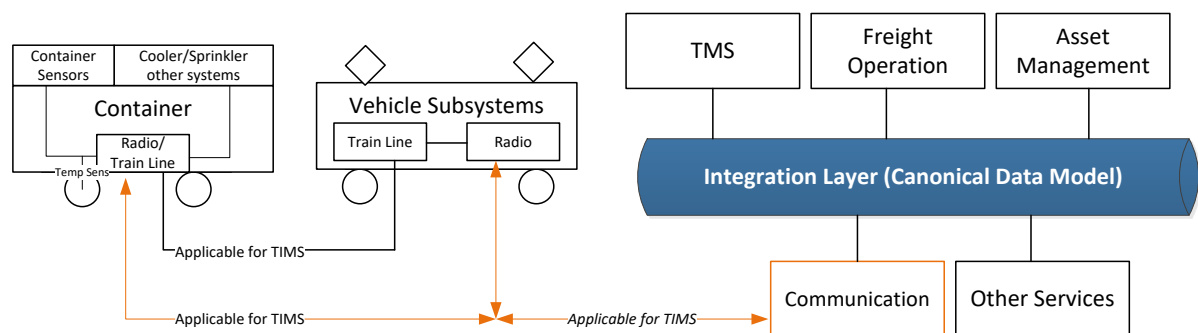 Container
Sensors
Cooler/Sprinkler
other systems
Container
Radio/
Train Line
Temp Sens
Vehicle Subsystems
Train Line
Radio
Applicable for TIMS
Applicable for TIMS
Applicable for TIMS
TMS
Freight
Operation
Asset
Management
Integration Layer (Canonical Data Model)
Communication
Other Services